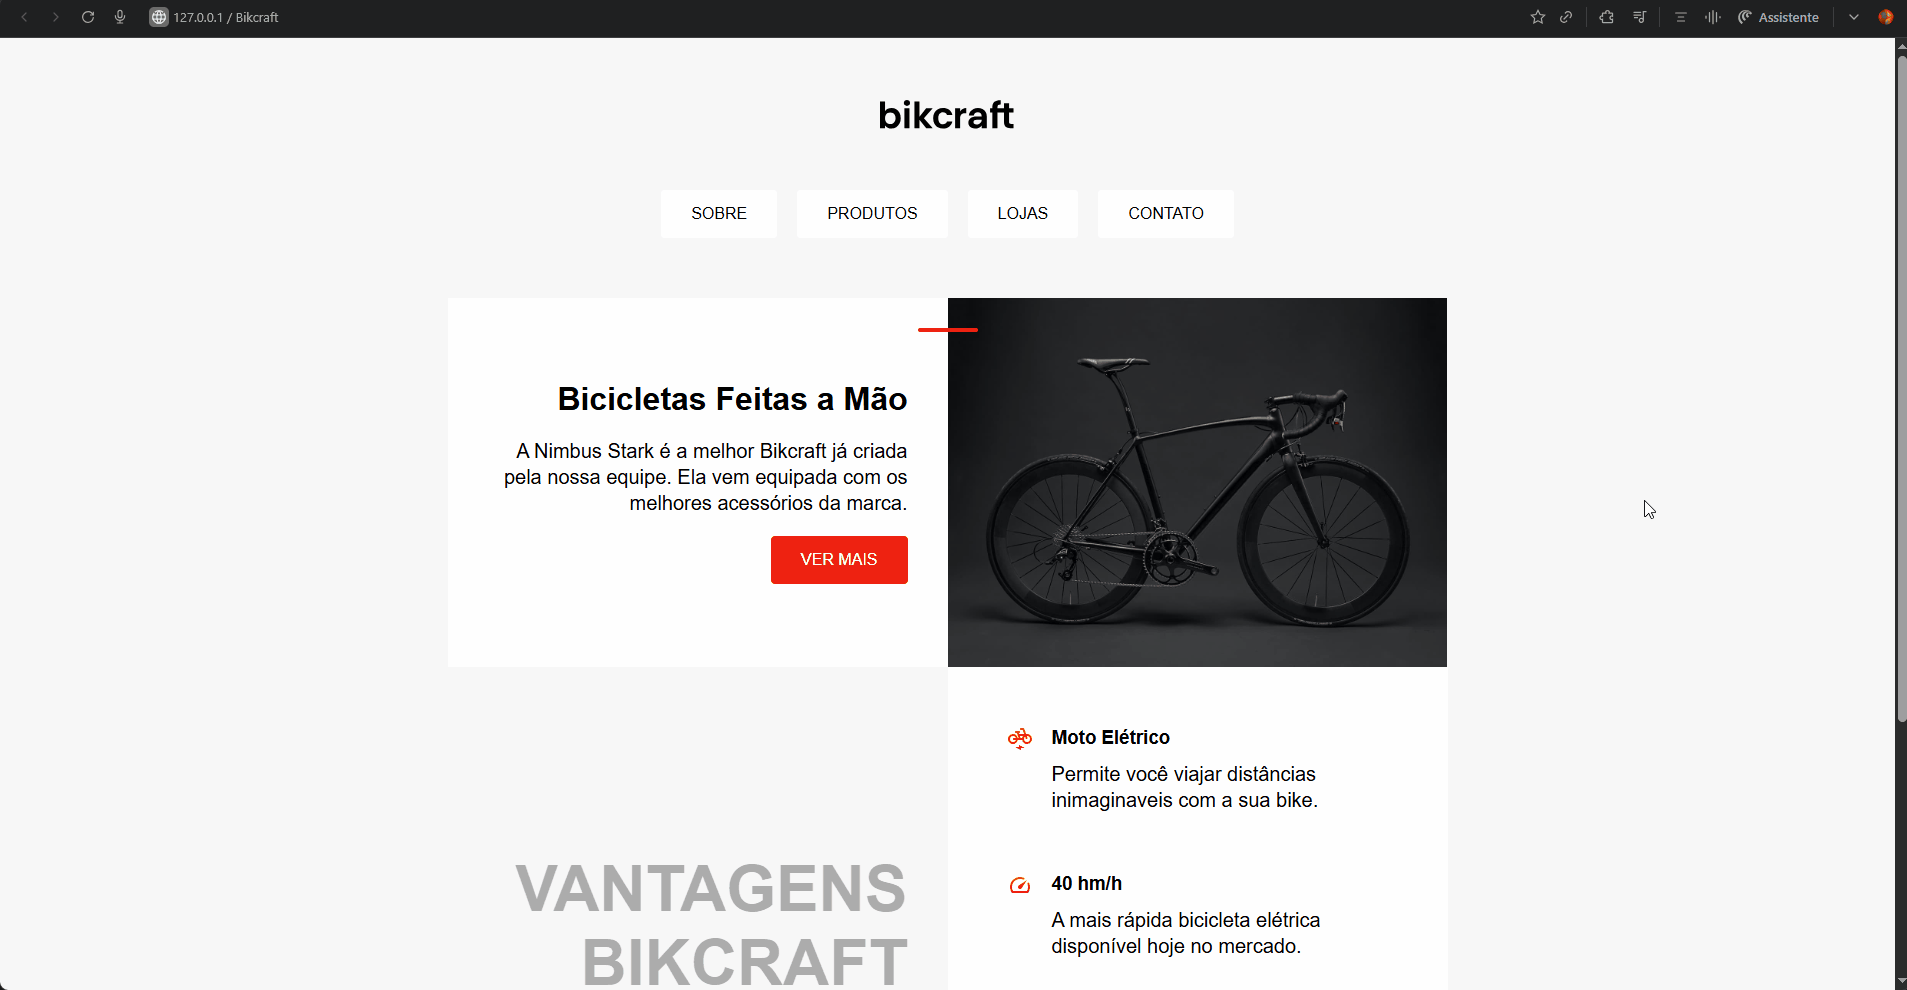 127.0.0.1 / Bikcraft
Assistente
bikcraft
SOBRE
PRODUTOS
LOJAS
CONTATO
Bicicletas Feitas a Mão
A Nimbus Stark é a melhor Bikcraft já criada
pela nossa equipe. Ela vem equipada com os
melhores acessórios da marca.
VER MAIS
VANTAGENS
BIKCRAFT
Moto Elétrico
Permite você viajar distâncias
inimaginaveis com a sua bike.
40 hm/h
A mais rápida bicicleta elétrica
disponível hoje no mercado.